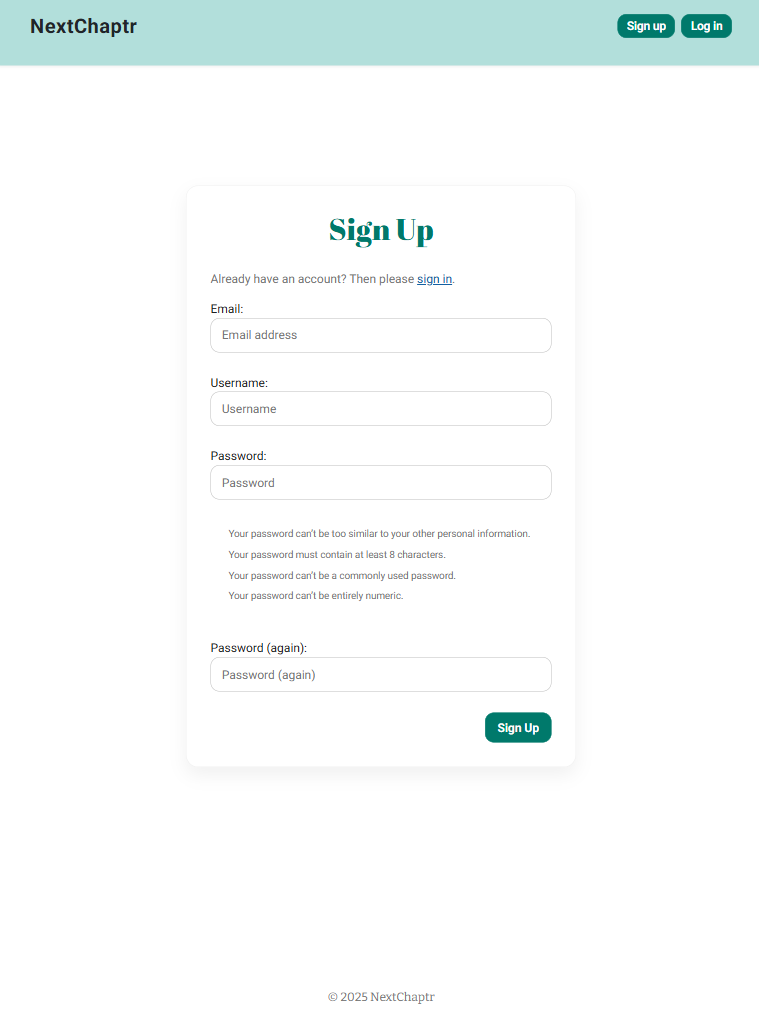 NextChaptr
Sign up
Log in
Sign Up
Already have an account? Then please sign in.
Email:
Email address
Username:
Username
Password:
Password
Your password can’t be too similar to your other personal information.
Your password must contain at least 8 characters.
Your password can’t be a commonly used password.
Your password can’t be entirely numeric.
Password (again):
Password (again)
Sign Up
© 2025 NextChaptr